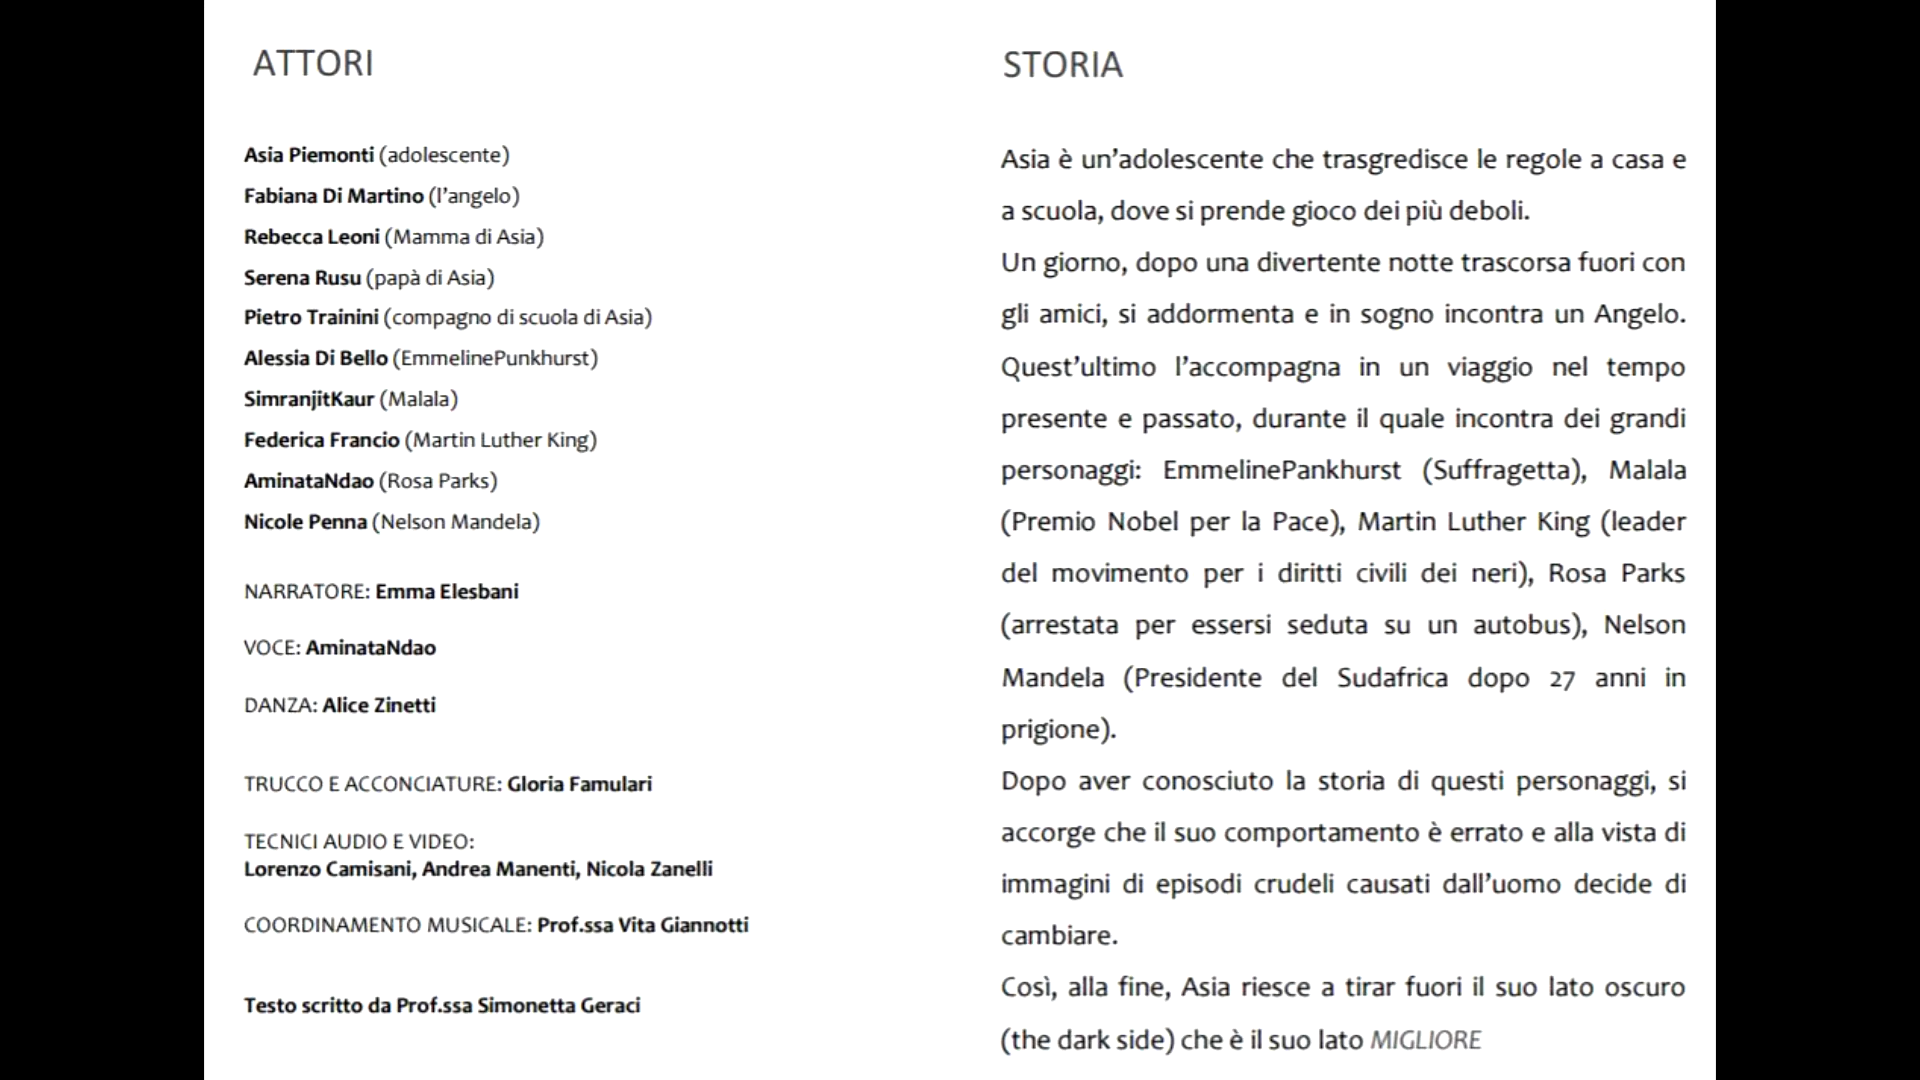 ATTORI
Asia Piemonti (adolescente)
Fabiana Di Martino (l'angelo)
Rebecca Leoni (Mamma di Asia)
Serena Rusu (papà di Asia)
Pietro Trainini (compagno di scuola di Asia)
Alessia Di Bello (EmmelinePunkhurst)
SimranjitKaur (Malala)
Federica Francio (Martin Luther King)
AminataNdao (Rosa Parks)
Nicole Penna (Nelson Mandela)
NARRATORE: Emma Elesbani
VOCE: AminataNdao
DANZA: Alice Zinetti
TRUCCO E ACCONCIATURE: Gloria Famulari
TECNICI AUDIO E VIDEO:
Lorenzo Camisani, Andrea Manenti, Nicola Zanelli
COORDINAMENTO MUSICALE: Prof.ssa Vita Giannotti
Testo scritto da Prof.ssa Simonetta Geraci
STORIA
Asia è un'adolescente che trasgredisce le regole a casa e
a scuola, dove si prende gioco dei più deboli.
Un giorno, dopo una divertente notte trascorsa fuori con
gli amici, si addormenta e in sogno incontra un Angelo.
Quest'ultimo l'accompagna in un viaggio nel tempo
presente e passato, durante il quale incontra dei grandi
personaggi: EmmelinePankhurst (Suffragetta), Malala
(Premio Nobel per la Pace), Martin Luther King (leader
del movimento per i diritti civili dei neri), Rosa Parks
(arrestata per essersi seduta su un autobus), Nelson
Mandela (Presidente del Sudafrica dopo 27 anni in
prigione).
Dopo aver conosciuto la storia di questi personaggi, si
accorge che il suo comportamento è errato e alla vista di
immagini di episodi crudeli causati dall'uomo decide di
cambiare.
Così, alla fine, Asia riesce a tirar fuori il suo lato oscuro
(the dark side) che è il suo lato MIGLIORE